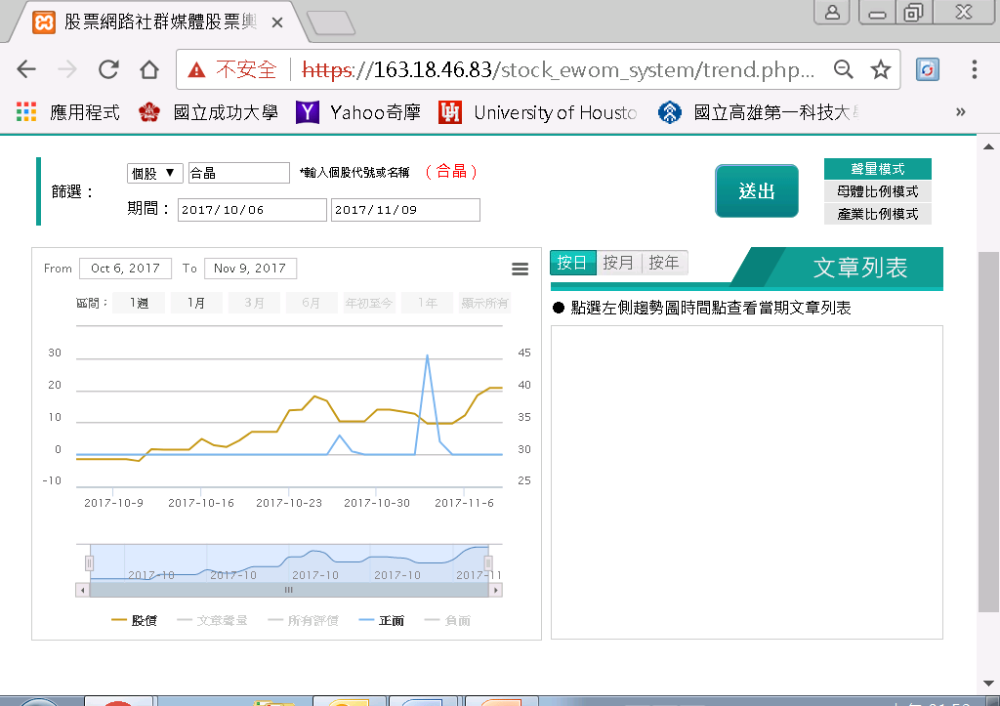 股票網路社群媒體股票輿
不安全 https://163.18.46.83/stock_ewom_system/trend.php...
應用程式 國立成功大學 Yahoo奇摩 University of Housto 國立高雄第一科技大 »
篩選：
個股 ▼ 合晶 *輸入個股代號或名稱 ( 合晶 )
期間： 2017/10/06 2017/11/09
送出
聲量模式
母體比例模式
產業比例模式
From Oct 6, 2017 To Nov 9, 2017
區間： 1週 1月 3月 6月 年初至今 1年 顯示所有
30 45
20 40
10 35
0 30
-10 25
2017-10-9 2017-10-16 2017-10-23 2017-10-30 2017-11-6
2017-10 2017-10 2017-10 2017-10 2017-11
股價 文章聲量 所有評價 正面 負面
按日 按月 按年
文章列表
● 點選左側趨勢圖時間點查看當期文章列表